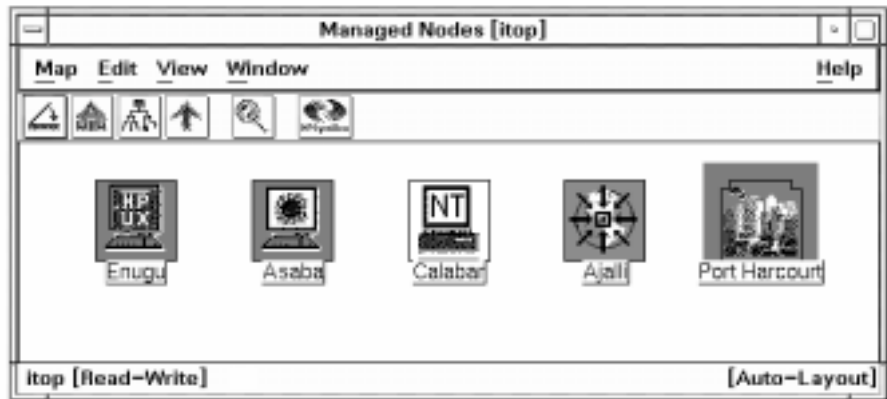 Managed Nodes [itop]
Map Edit View Window Help
HP
UX
NT
Enugu Asaba Calabar Ajalli Port Harcourt
itop [Read-Write] [Auto-Layout]